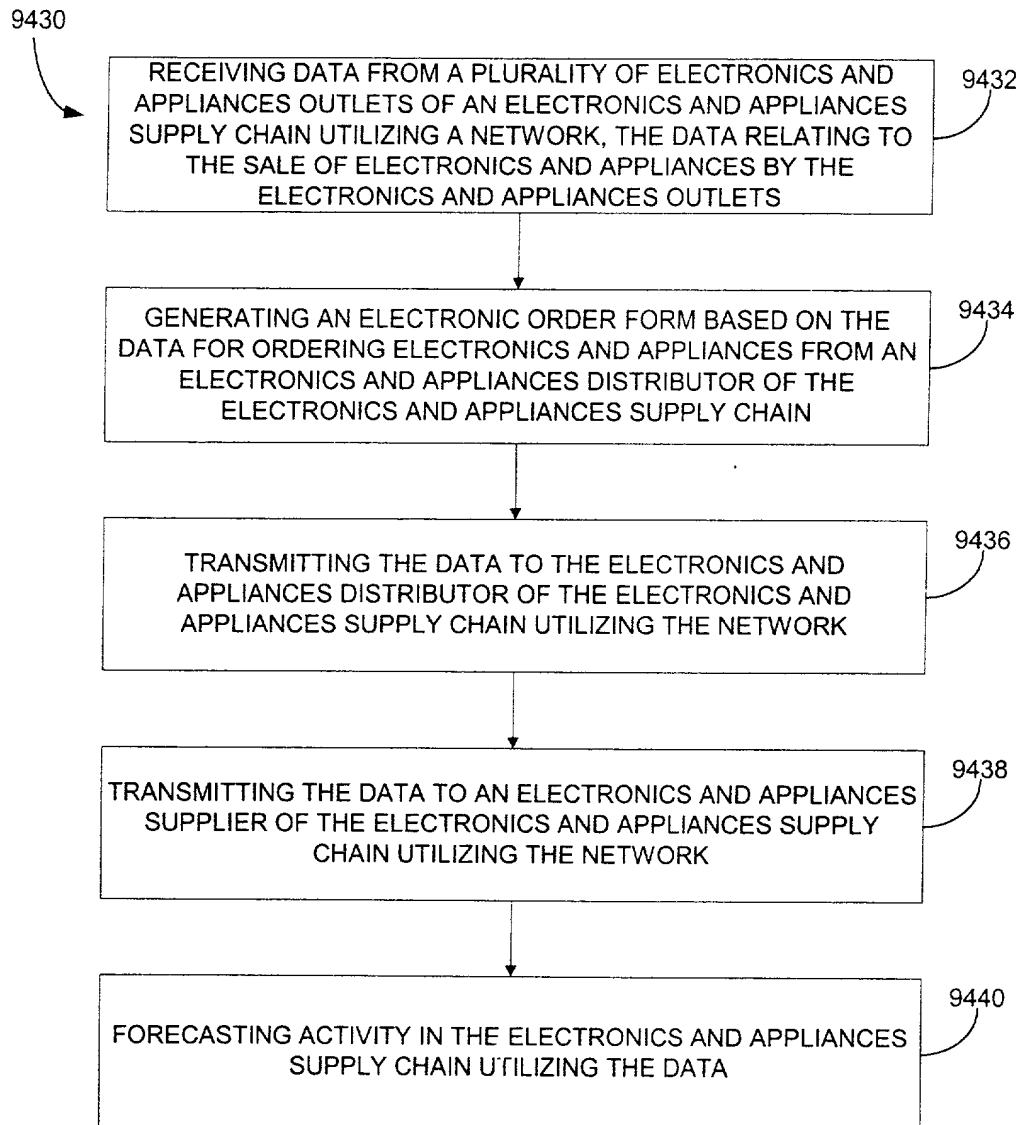 9430
RECEIVING DATA FROM A PLURALITY OF ELECTRONICS AND
APPLIANCES OUTLETS OF AN ELECTRONICS AND APPLIANCES
SUPPLY CHAIN UTILIZING A NETWORK, THE DATA RELATING TO
THE SALE OF ELECTRONICS AND APPLIANCES BY THE
ELECTRONICS AND APPLIANCES OUTLETS
9432
GENERATING AN ELECTRONIC ORDER FORM BASED ON THE
DATA FOR ORDERING ELECTRONICS AND APPLIANCES FROM AN
ELECTRONICS AND APPLIANCES DISTRIBUTOR OF THE
ELECTRONICS AND APPLIANCES SUPPLY CHAIN
9434
TRANSMITTING THE DATA TO THE ELECTRONICS AND
APPLIANCES DISTRIBUTOR OF THE ELECTRONICS AND
APPLIANCES SUPPLY CHAIN UTILIZING THE NETWORK
9436
TRANSMITTING THE DATA TO AN ELECTRONICS AND APPLIANCES
SUPPLIER OF THE ELECTRONICS AND APPLIANCES SUPPLY
CHAIN UTILIZING THE NETWORK
9438
FORECASTING ACTIVITY IN THE ELECTRONICS AND APPLIANCES
SUPPLY CHAIN UTILIZING THE DATA
9440